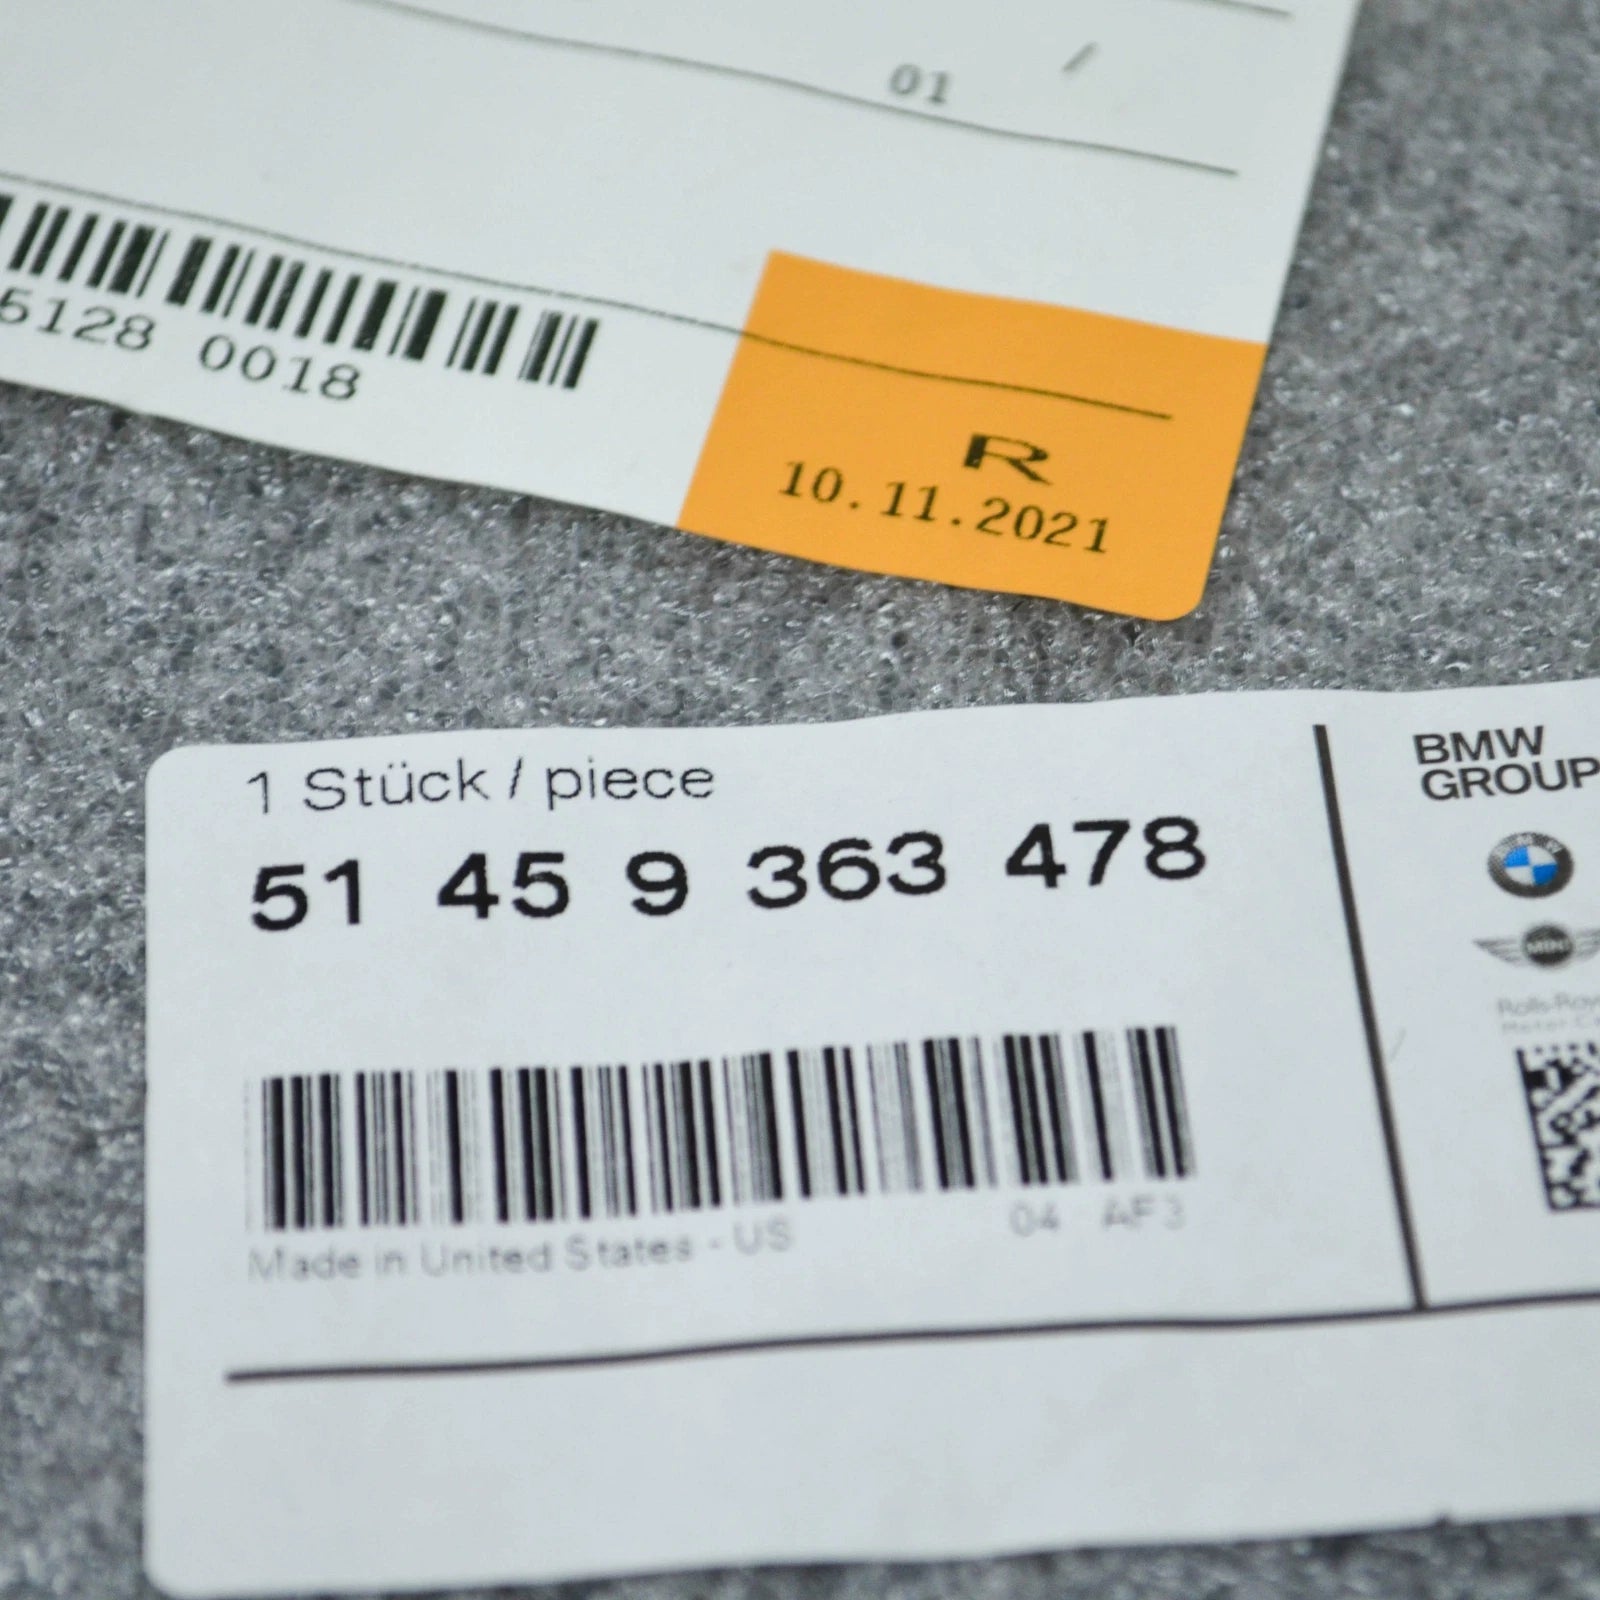 01 /
5128 0018
R
10.11.2021
1 Stück / piece
51 45 9 363 478
BMW
GROUP
MINI
Made in United States - US 04 AF3